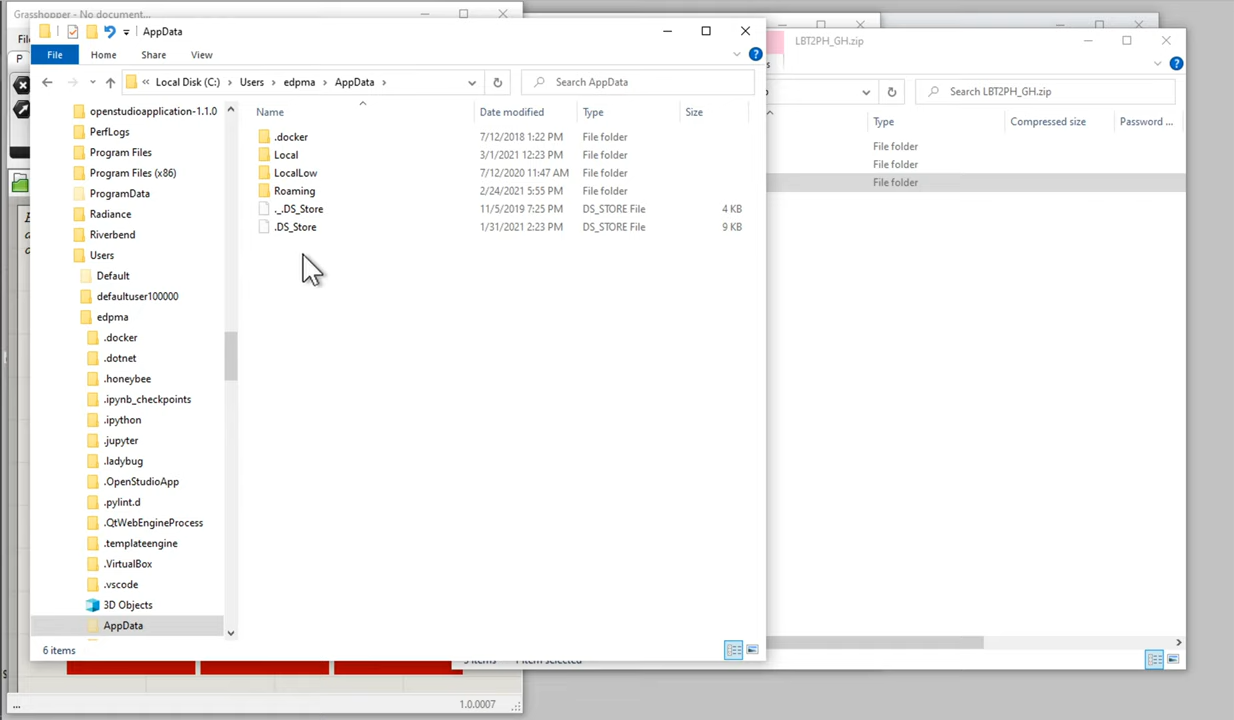 Grasshopper - No document...
AppData
LBT2PH_GH.zip
File
Home
Share
View
Local Disk (C:) › Users › edpma › AppData ›
Search AppData
Search LBT2PH_GH.zip
Name
Date modified
Type
Size
Type
Compressed size
Password ...
openstudioapplication-1.1.0
PerfLogs
Program Files
Program Files (x86)
ProgramData
Radiance
Riverbend
Users
Default
defaultuser100000
edpma
.docker
.dotnet
.honeybee
.ipynb_checkpoints
.ipython
.jupyter
.ladybug
.OpenStudioApp
.pylint.d
.QtWebEngineProcess
.templateengine
.VirtualBox
.vscode
3D Objects
AppData
.docker 7/12/2018 1:22 PM File folder
Local 3/1/2021 12:23 PM File folder
LocalLow 7/12/2020 11:47 AM File folder
Roaming 2/24/2021 5:55 PM File folder
._.DS_Store 11/5/2019 7:25 PM DS_STORE File 4 KB
.DS_Store 1/31/2021 2:23 PM DS_STORE File 9 KB
File folder
File folder
File folder
6 items
1.0.0007